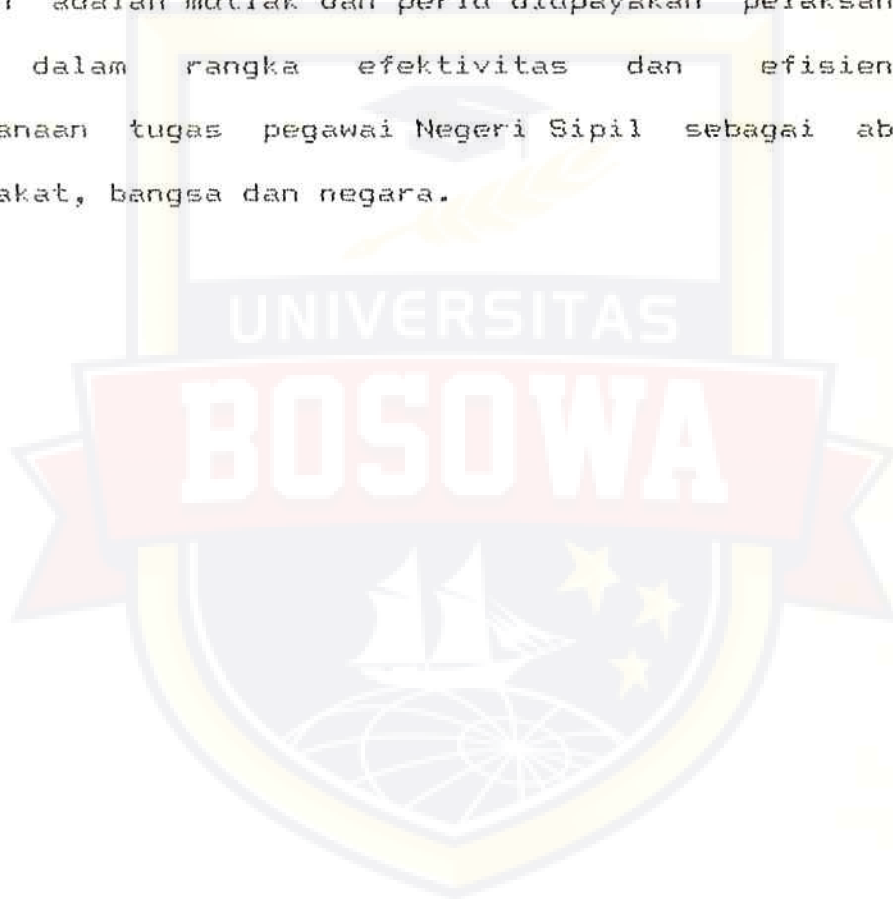 adalah mutlak dan perlu diupayakan pelaksan
dalam rangka efektivitas dan efisien
anaan tugas pegawai Negeri Sipil sebagai ab
akat, bangsa dan negara.
UNIVERSITAS
BOSOWA